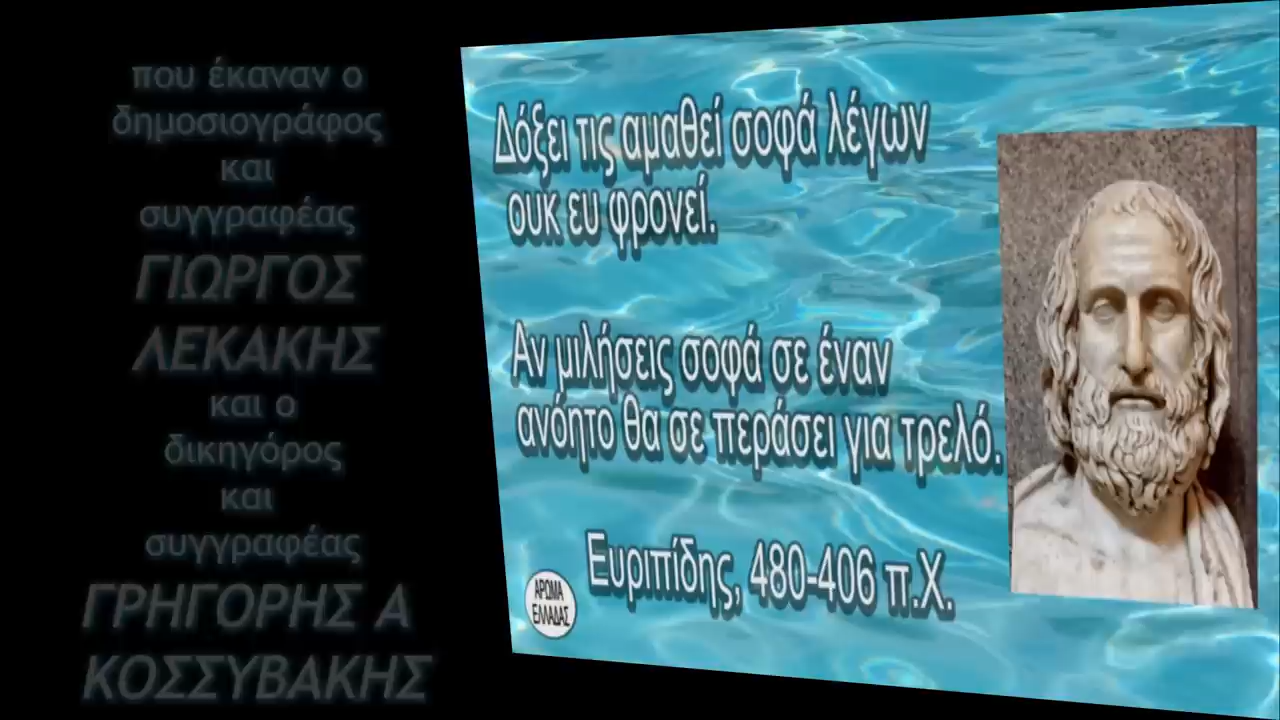 που έκαναν ο
δημοσιογράφος
και
συγγραφέας
ΓΙΩΡΓΟΣ
ΛΕΚΑΚΗΣ
και ο
δικηγόρος
και
συγγραφέας
ΓΡΗΓΟΡΗΣ Α
ΚΟΣΣΥΒΑΚΗΣ
Δόξει τις αμαθεί σοφά λέγων
ουκ ευ φρονεί.
Αν μιλήσεις σοφά σε έναν
ανόητο θα σε περάσει για τρελό.
Ευριπίδης, 480-406 π.Χ.
ΑΡΩΜΑ
ΕΛΛΑΔΑΣ